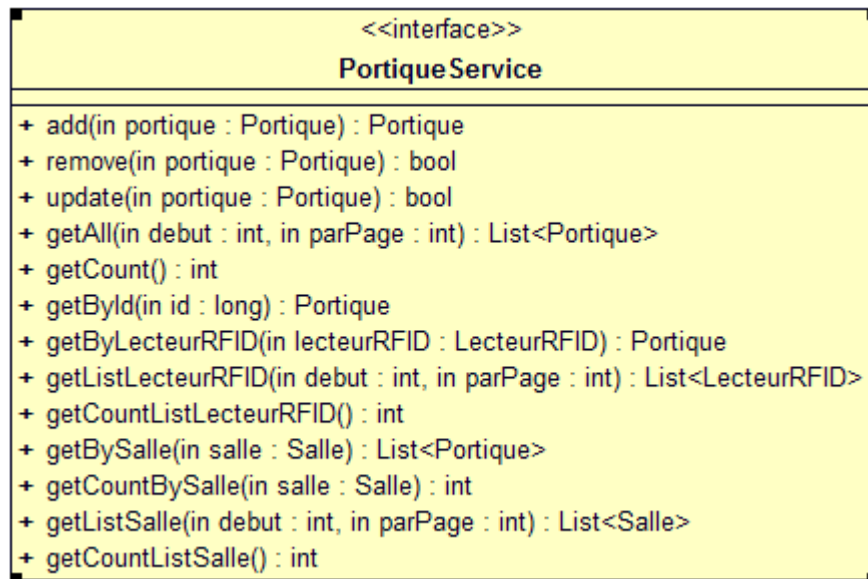 <<interface>>
PortiqueService
+ add(in portique : Portique) : Portique
+ remove(in portique : Portique) : bool
+ update(in portique : Portique) : bool
+ getAll(in debut : int, in parPage : int) : List<Portique>
+ getCount() : int
+ getById(in id : long) : Portique
+ getByLecteurRFID(in lecteurRFID : LecteurRFID) : Portique
+ getListLecteurRFID(in debut : int, in parPage : int) : List<LecteurRFID>
+ getCountListLecteurRFID() : int
+ getBySalle(in salle : Salle) : List<Portique>
+ getCountBySalle(in salle : Salle) : int
+ getListSalle(in debut : int, in parPage : int) : List<Salle>
+ getCountListSalle() : int